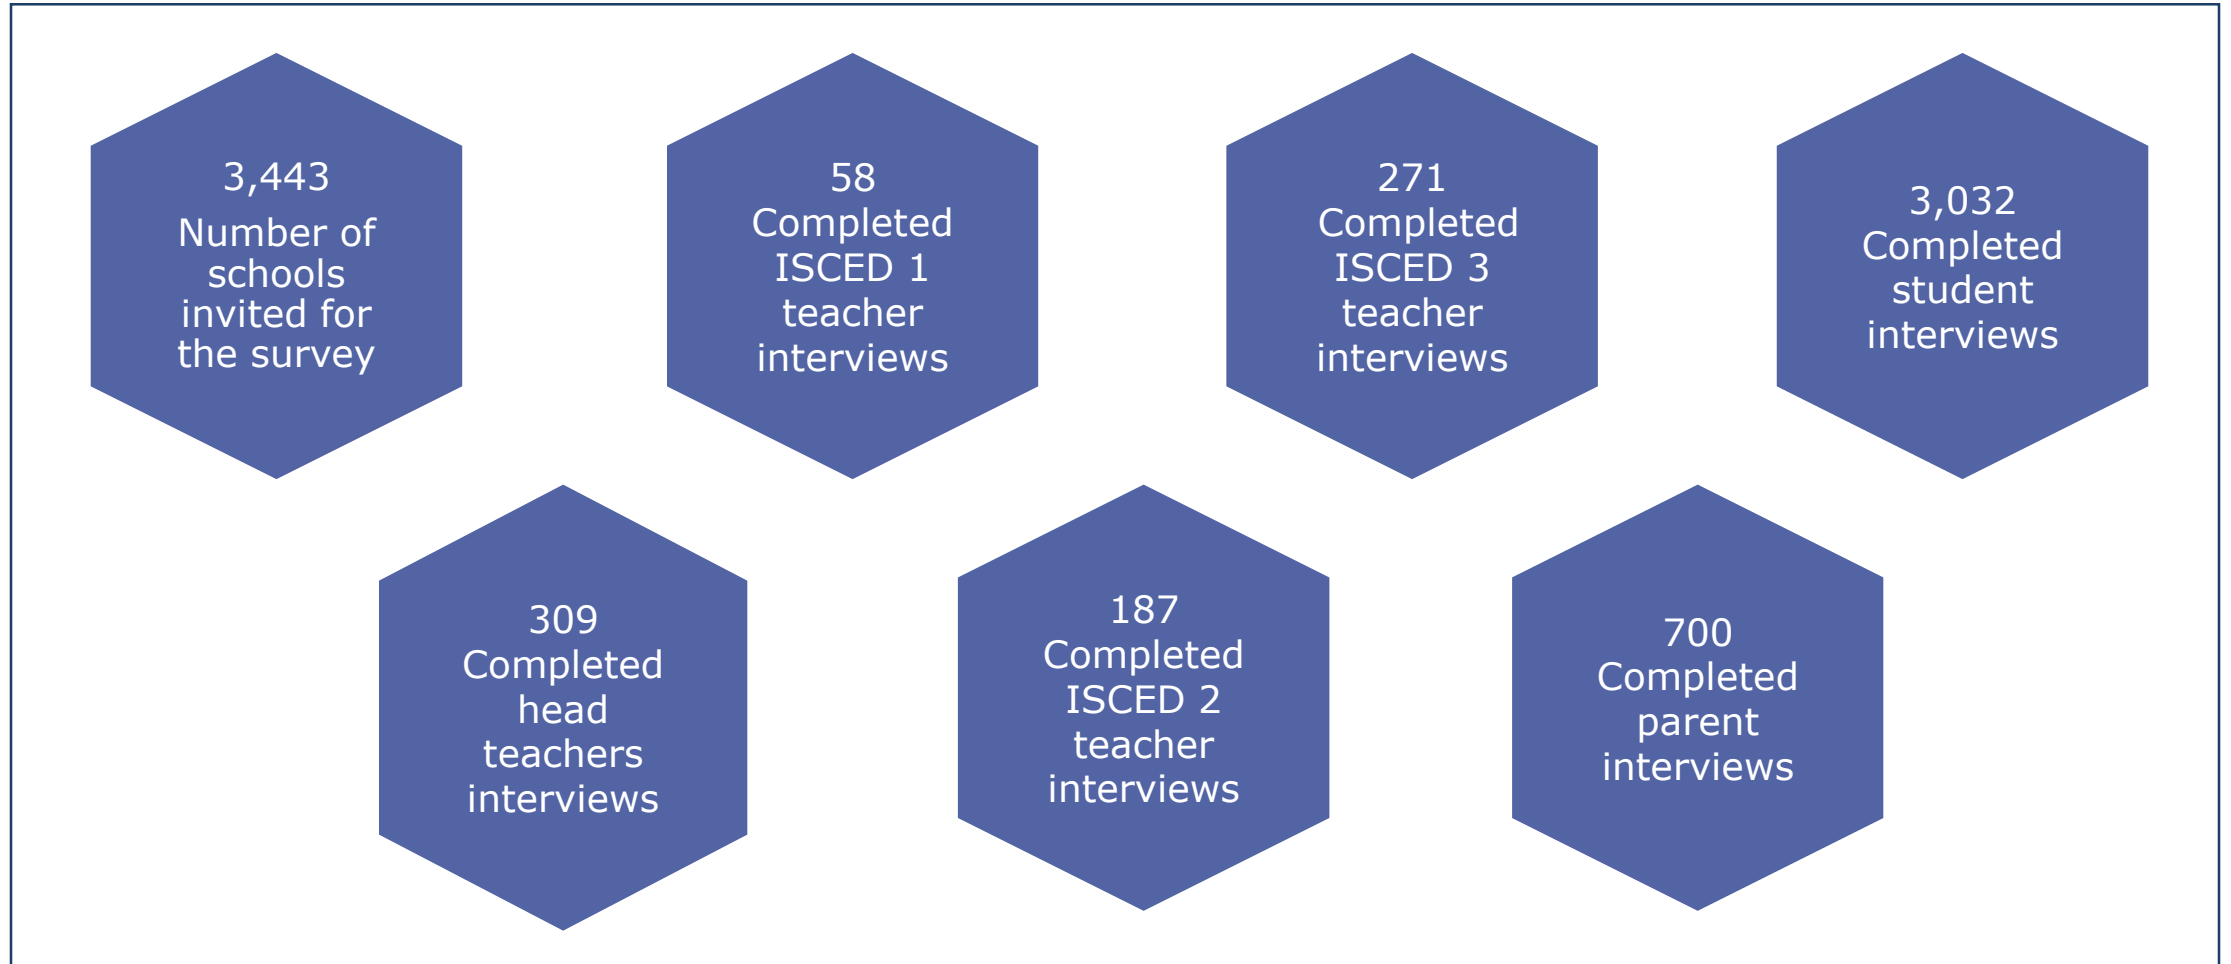 3,443
Number of
schools
invited for
the survey
58
Completed
ISCED 1
teacher
interviews
271
Completed
ISCED 3
teacher
interviews
3,032
Completed
student
interviews
309
Completed
head
teachers
interviews
187
Completed
ISCED 2
teacher
interviews
700
Completed
parent
interviews